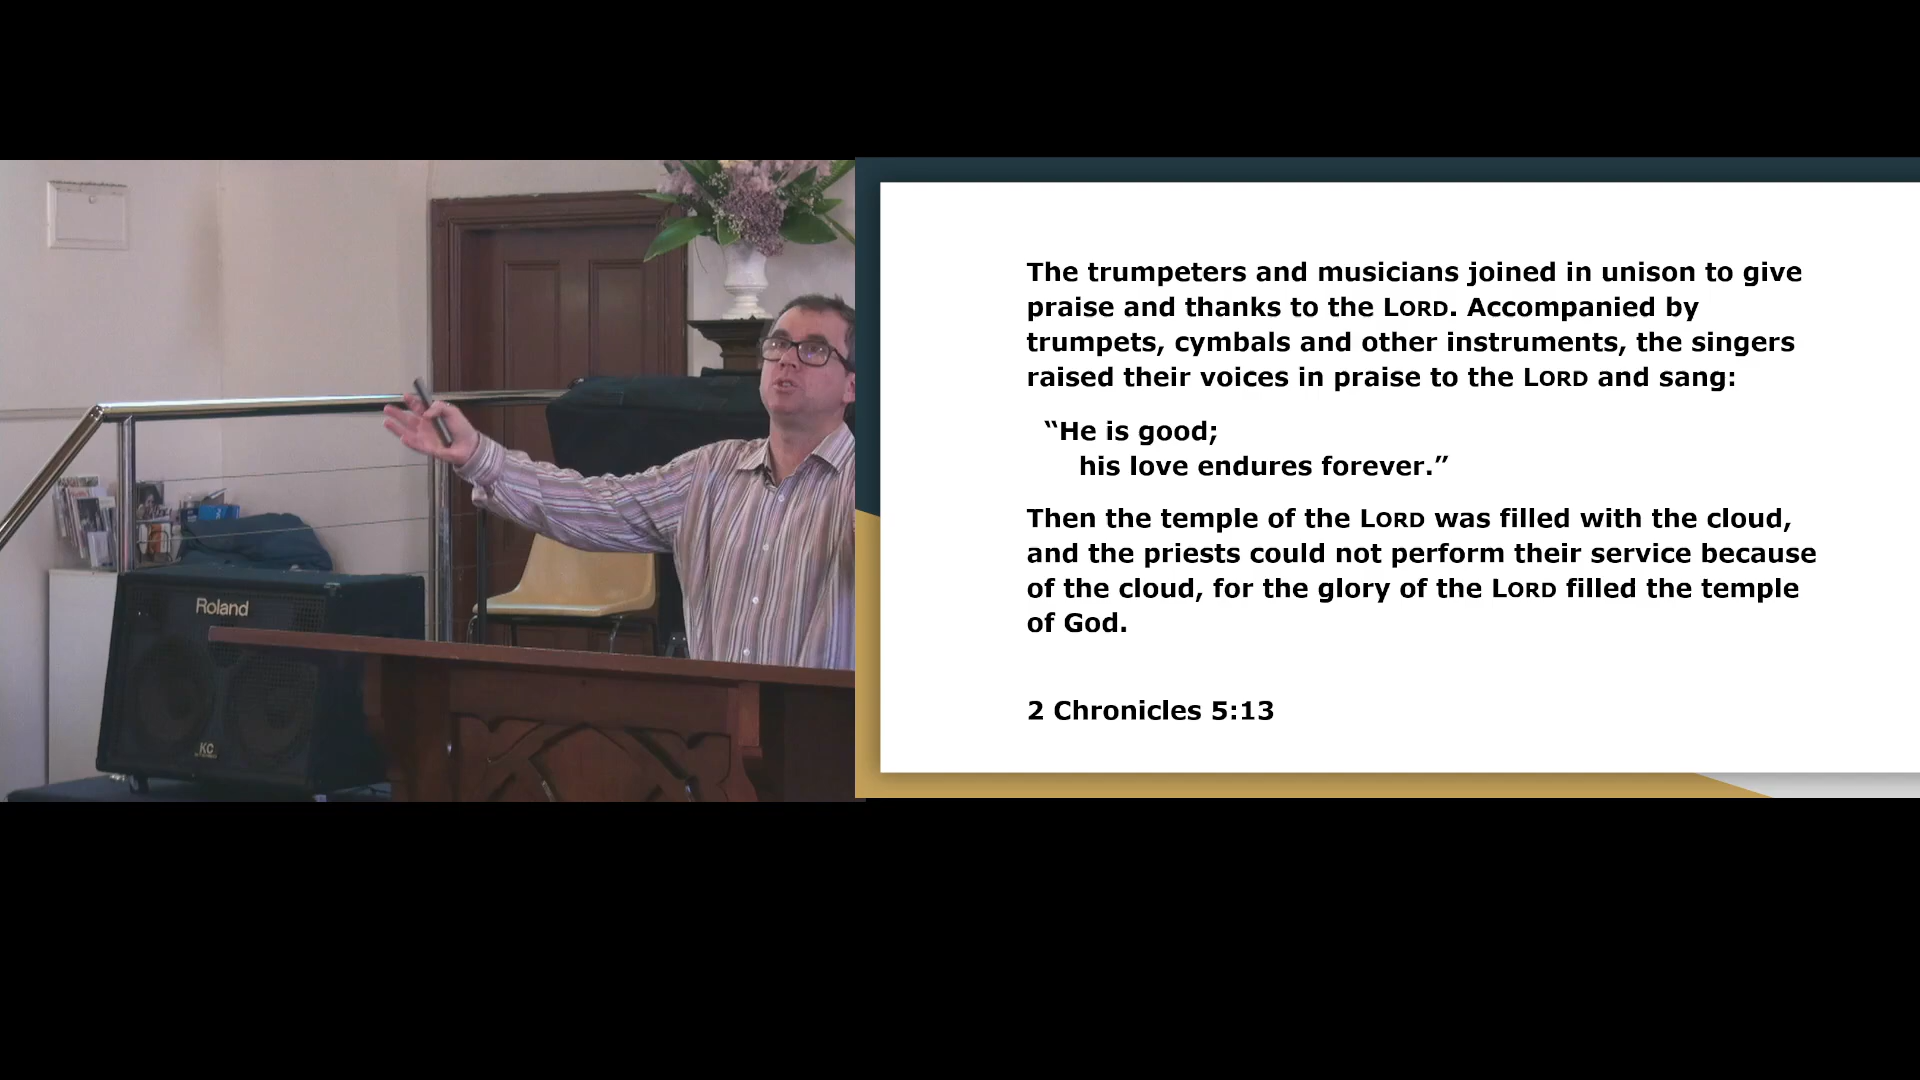 The trumpeters and musicians joined in unison to give
praise and thanks to the LORD. Accompanied by
trumpets, cymbals and other instruments, the singers
raised their voices in praise to the LORD and sang:
“He is good;
his love endures forever.”
Then the temple of the LORD was filled with the cloud,
and the priests could not perform their service because
of the cloud, for the glory of the LORD filled the temple
of God.
2 Chronicles 5:13
Roland
KC